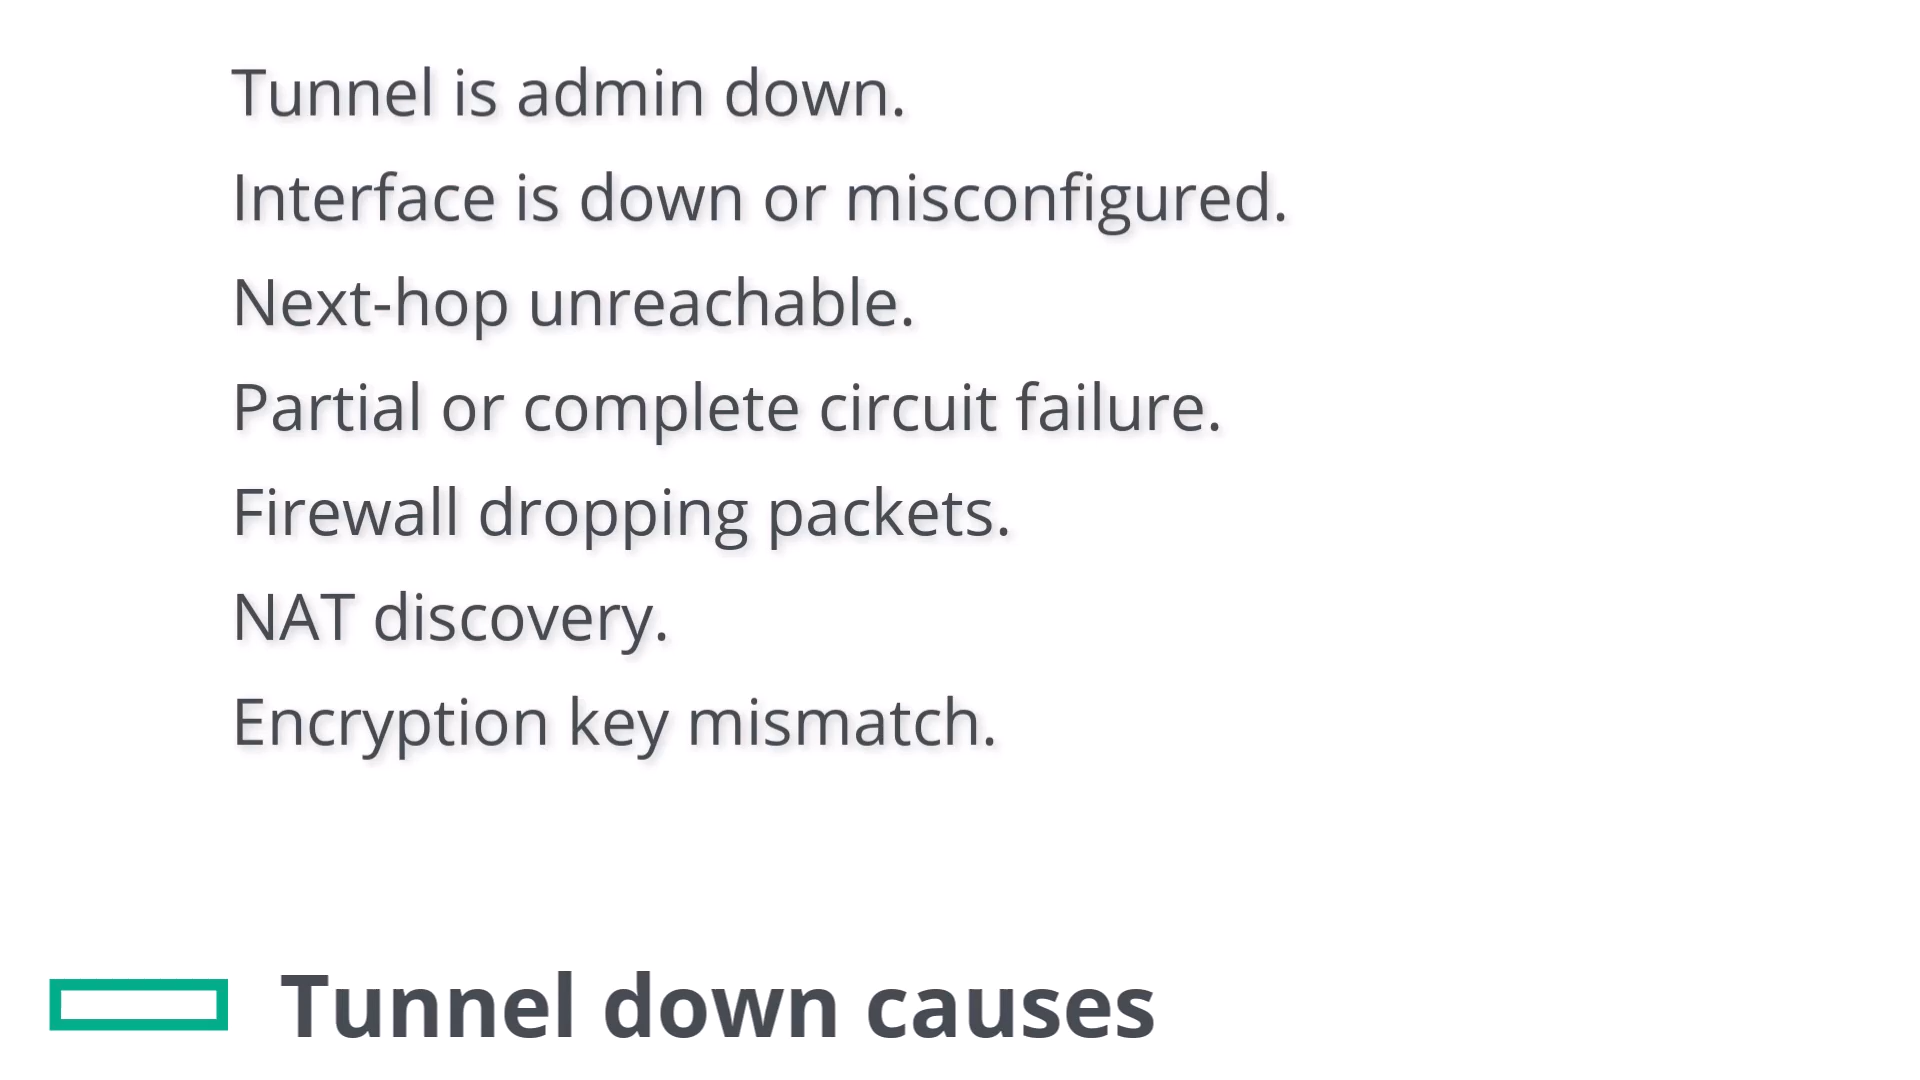 Tunnel is admin down.
Interface is down or misconfigured.
Next-hop unreachable.
Partial or complete circuit failure.
Firewall dropping packets.
NAT discovery.
Encryption key mismatch.
Tunnel down causes